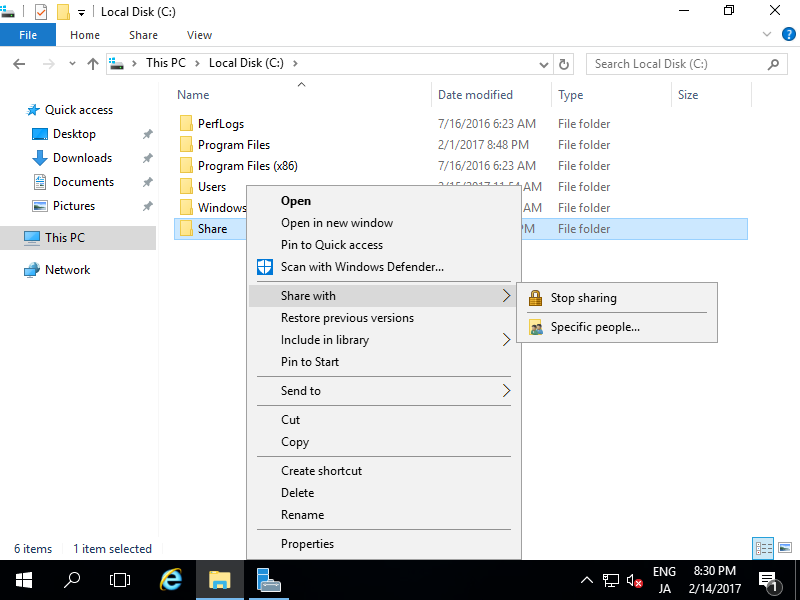 Local Disk (C:)
File Home Share View
This PC Local Disk (C:)
Search Local Disk (C:)
Name Date modified Type Size
Quick access
Desktop
Downloads
Documents
Pictures
This PC
Network
PerfLogs 7/16/2016 6:23 AM File folder
Program Files 2/1/2017 8:48 PM File folder
Program Files (x86) 7/16/2016 6:23 AM File folder
Users AM File folder
Windows AM File folder
Share PM File folder
Open
Open in new window
Pin to Quick access
Scan with Windows Defender...
Share with
Restore previous versions
Include in library
Pin to Start
Send to
Cut
Copy
Create shortcut
Delete
Rename
Properties
Stop sharing
Specific people...
6 items 1 item selected
ENG
JA
8:30 PM
2/14/2017
1